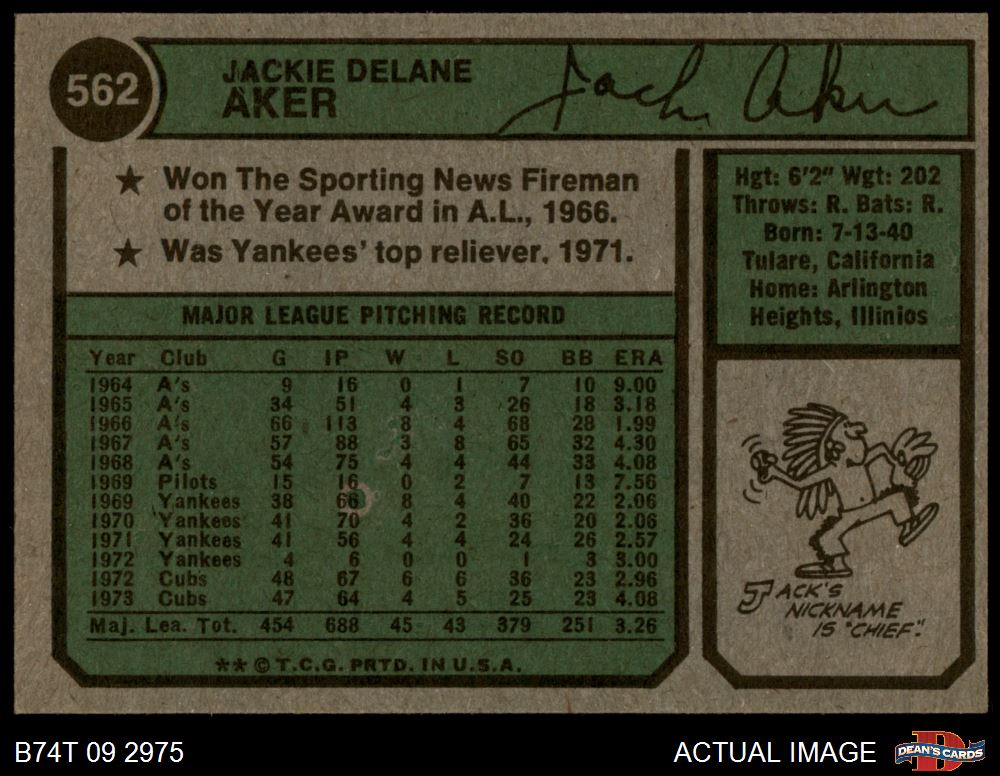 562
JACKIE DELANE
AKER
Jack Aker
★ Won The Sporting News Fireman
of the Year Award in A.L., 1966.
★ Was Yankees' top reliever. 1971.
MAJOR LEAGUE PITCHING RECORD
Year Club G IP W L SO BB ERA
1964 A's 9 16 0 1 7 10 9.00
1965 A's 34 51 4 3 26 18 3.18
1966 A's 66 113 8 4 68 28 1.99
1967 A's 57 88 3 8 65 32 4.30
1968 A's 54 75 4 4 44 33 4.08
1969 Pilots 15 16 0 2 7 13 7.56
1969 Yankees 38 66 8 4 40 22 2.06
1970 Yankees 41 70 4 2 36 20 2.06
1971 Yankees 41 56 4 4 24 26 2.57
1972 Yankees 4 6 0 0 1 3 3.00
1972 Cubs 48 67 6 6 36 23 2.96
1973 Cubs 47 64 4 5 25 23 4.08
Maj. Lea. Tot. 454 688 45 43 379 251 3.26
** © T.C.G. PRTD. IN U.S.A.
Hgt: 6'2" Wgt: 202
Throws: R. Bats: R.
Born: 7-13-40
Tulare, California
Home: Arlington
Heights, Illinios
JACK'S
NICKNAME
IS "CHIEF."
B74T 09 2975
ACTUAL IMAGE
DEAN'S CARDS